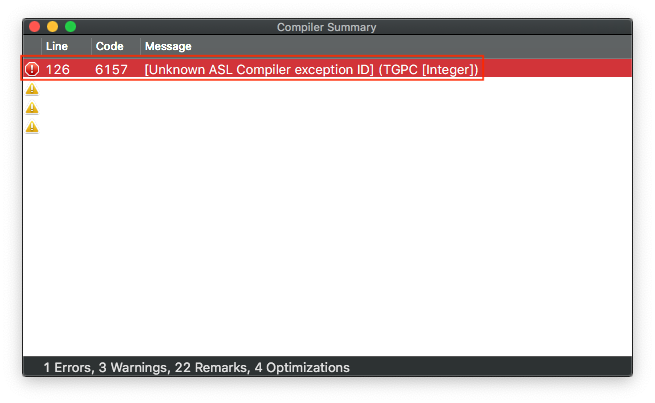 Compiler Summary
Line Code Message
126 6157 [Unknown ASL Compiler exception ID] (TGPC [Integer])
1 Errors, 3 Warnings, 22 Remarks, 4 Optimizations